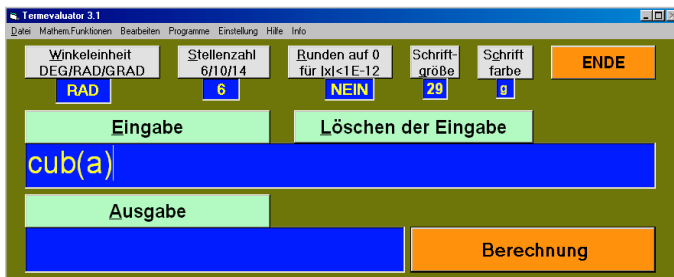 Termevaluator 3.1
Datei Mathem.Funktionen Bearbeiten Programme Einstellung Hilfe Info
Winkeleinheit
DEG/RAD/GRAD
RAD
Stellenzahl
6/10/14
6
Runden auf 0
für |x|<1E-12
NEIN
Schrift-
größe
29
Schrift
farbe
g
ENDE
Eingabe
Löschen der Eingabe
cub(a)
Ausgabe
Berechnung